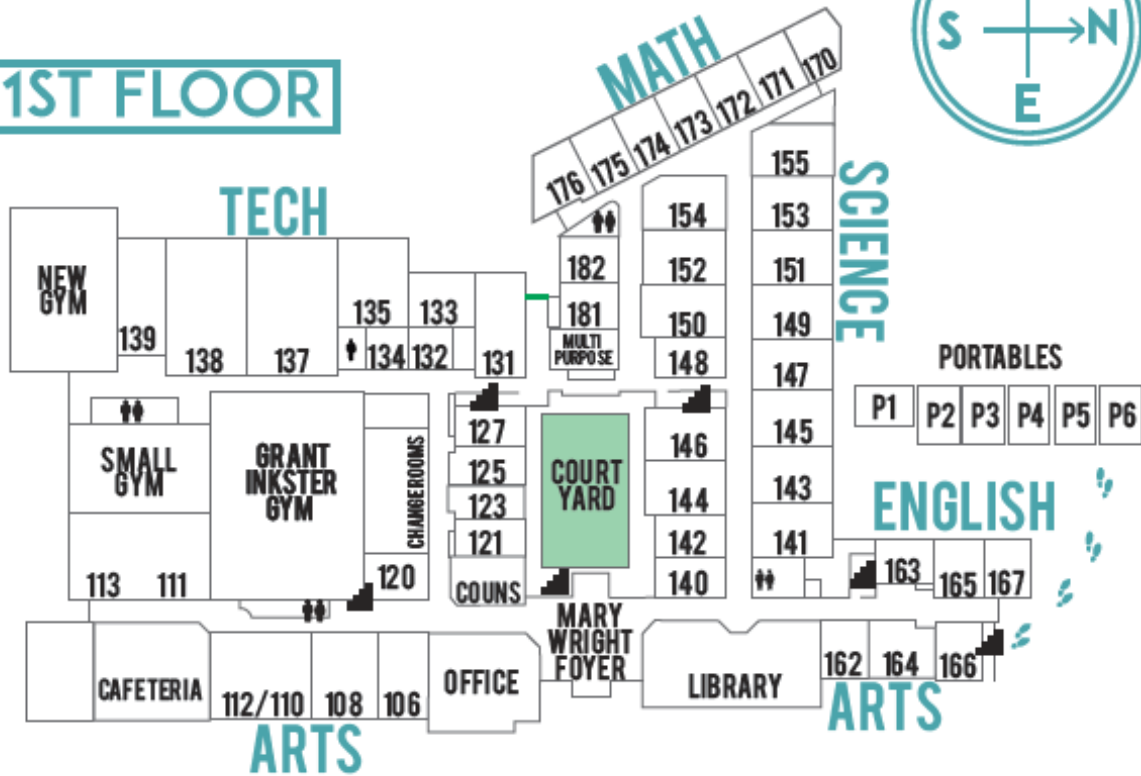 1ST FLOOR
S N
E
MATH
170
171
172
173
174
175
176
TECH
SCIENCE
NEW
GYM
139
138
137
135
133
134
132
131
182
181
MULTI
PURPOSE
154
152
150
148
155
153
151
149
147
145
143
141
PORTABLES
P1 P2 P3 P4 P5 P6
SMALL
GYM
GRANT
INKSTER
GYM
CHANGEROOMS
127
125
123
121
COUNS
COURT
YARD
146
144
142
140
ENGLISH
163 165 167
113 111
120
MARY
WRIGHT
FOYER
CAFETERIA
112/110 108 106
OFFICE
LIBRARY
162 164 166
ARTS
ARTS